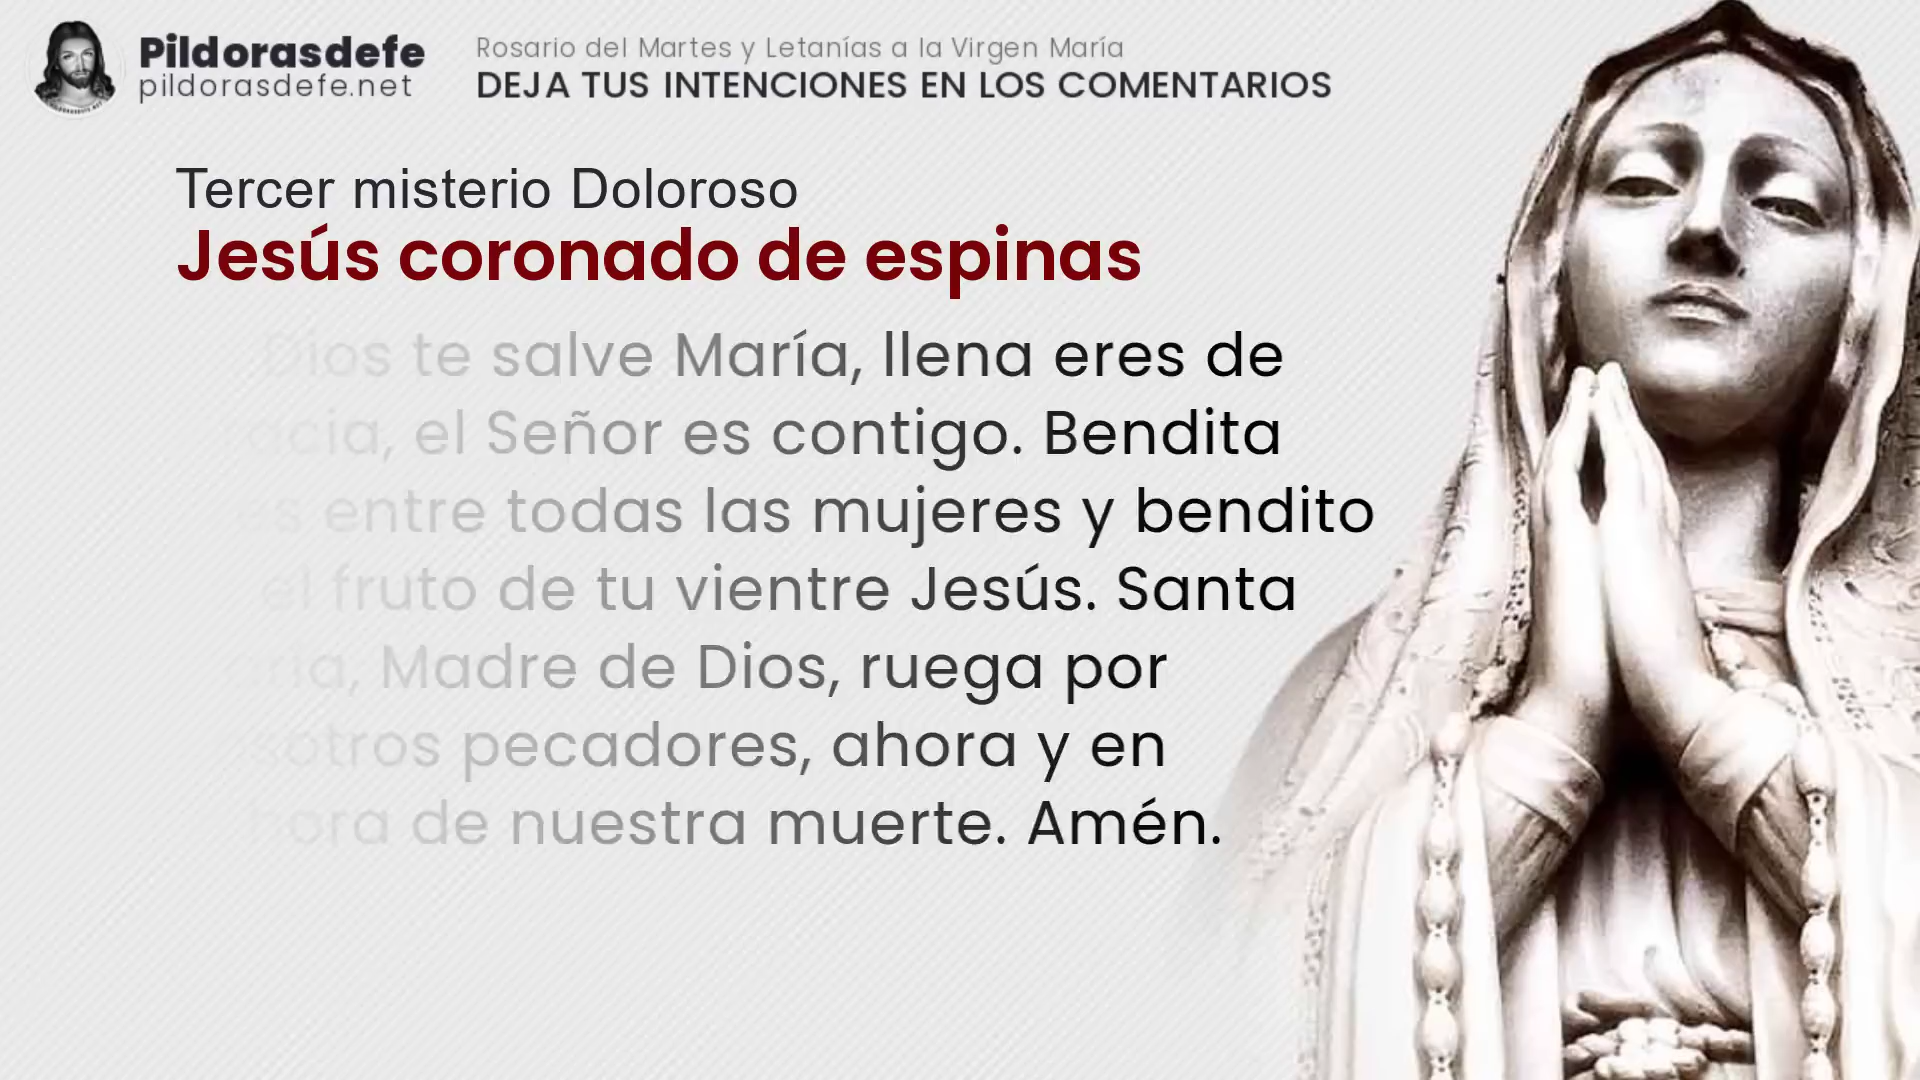 Pildorasdefe
pildorasdefe.net
Rosario del Martes y Letanías a la Virgen María
DEJA TUS INTENCIONES EN LOS COMENTARIOS
Tercer misterio Doloroso
Jesús coronado de espinas
Dios te salve María, llena eres de
el Señor es contigo. Bendita
entre todas las mujeres y bendito
el fruto de tu vientre Jesús. Santa
Madre de Dios, ruega por
pecadores, ahora y en
hora de nuestra muerte. Amén.